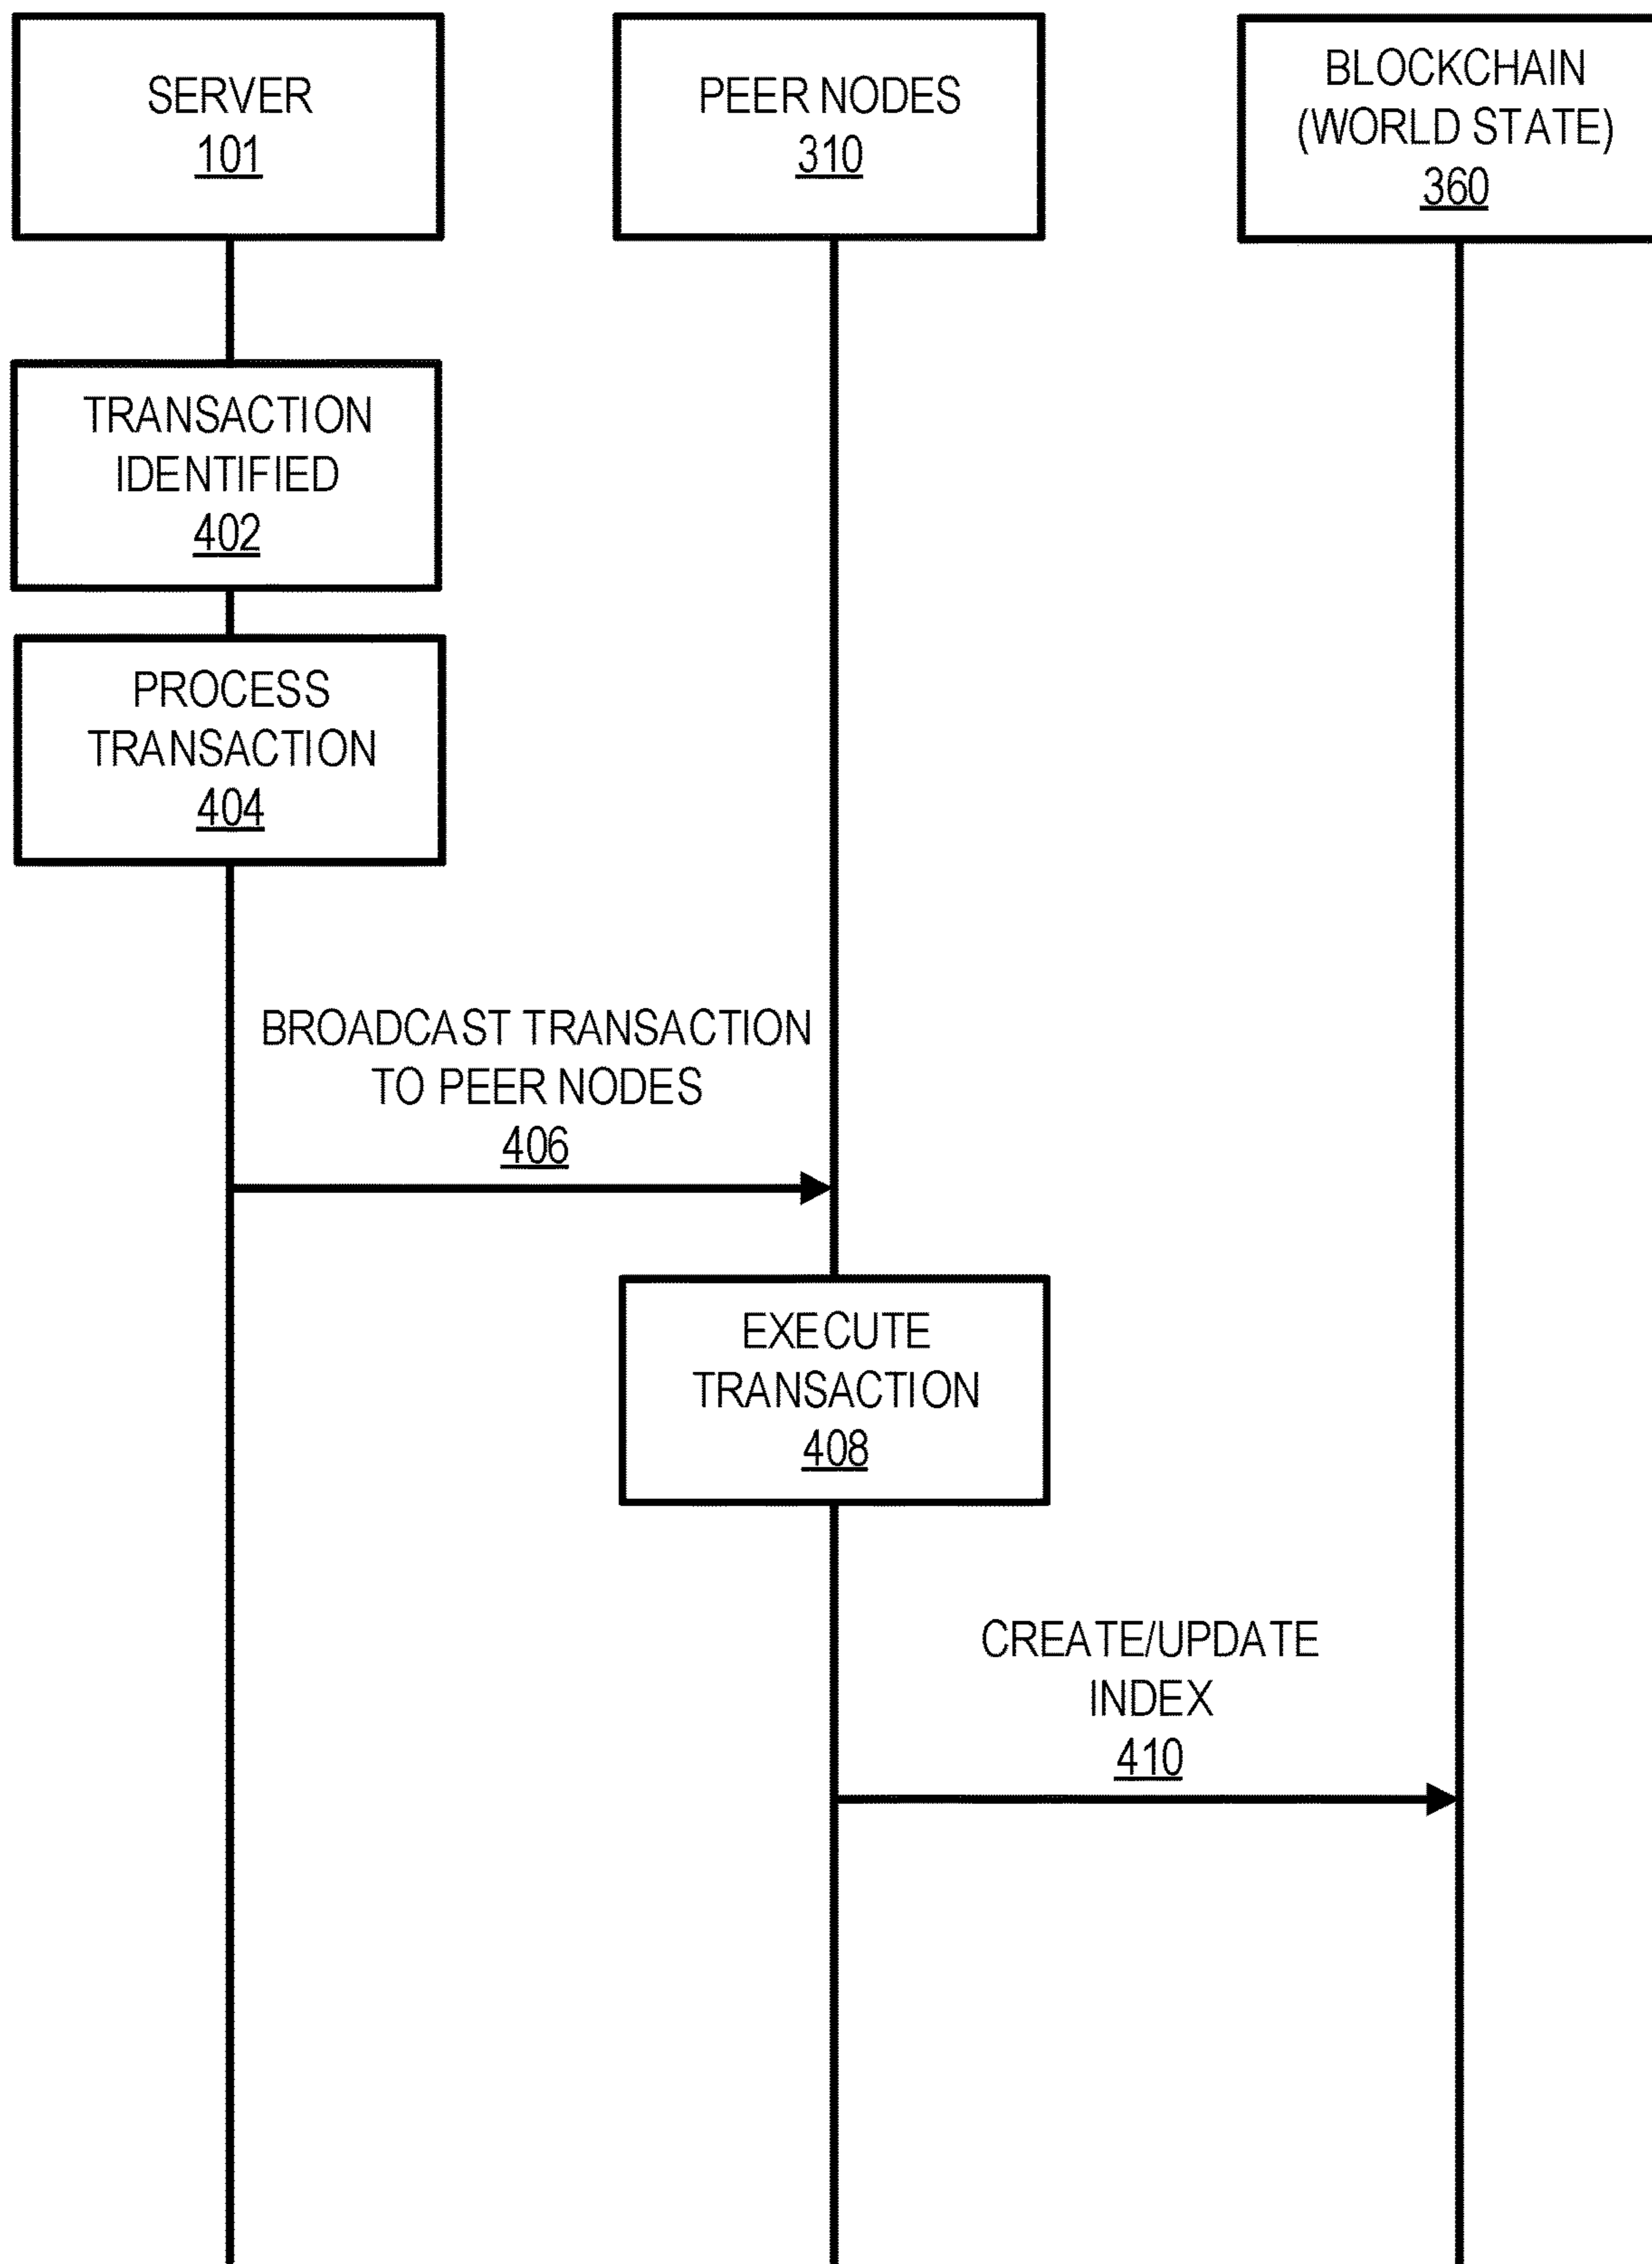 SERVER
101
PEER NODES
310
BLOCKCHAIN
(WORLD STATE)
360
TRANSACTION
IDENTIFIED
402
PROCESS
TRANSACTION
404
BROADCAST TRANSACTION
TO PEER NODES
406
EXECUTE
TRANSACTION
408
CREATE/UPDATE
INDEX
410